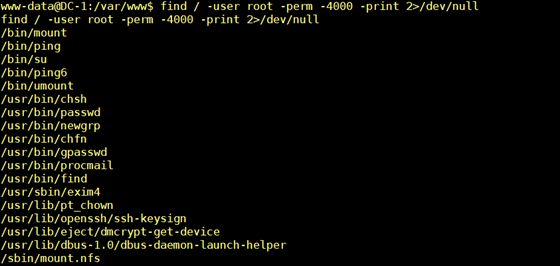 www-data@DC-1:/var/www$ find / -user root -perm -4000 -print 2>/dev/null
find / -user root -perm -4000 -print 2>/dev/null
/bin/mount
/bin/ping
/bin/su
/bin/ping6
/bin/umount
/usr/bin/chsh
/usr/bin/passwd
/usr/bin/newgrp
/usr/bin/chfn
/usr/bin/gpasswd
/usr/bin/procmail
/usr/bin/find
/usr/sbin/exim4
/usr/lib/pt_chown
/usr/lib/openssh/ssh-keysign
/usr/lib/eject/dmcrypt-get-device
/usr/lib/dbus-1.0/dbus-daemon-launch-helper
/sbin/mount.nfs